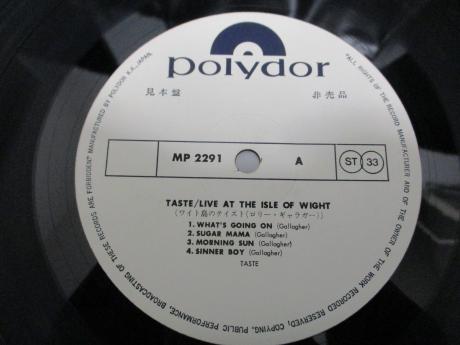 polydor
見本盤 非売品
MP 2291 A ST 33
TASTE/LIVE AT THE ISLE OF WIGHT
(ワイト島のテイスト(ロリー・ギャラガー))
1. WHAT'S GOING ON (Gallagher)
2. SUGAR MAMA (Gallagher)
3. MORNING SUN (Gallagher)
4. SINNER BOY (Gallagher)
TASTE
"ALL RIGHTS OF THE MANUFACTURER AND OF THE OWNER OF THE WORK RECORDED RESERVED, COPYING, PUBLIC PERFORMANCE, BROADCASTING OF THESE RECORDS ARE FORBIDDEN" MANUFACTURED BY POLYDOR K.K., JAPAN.